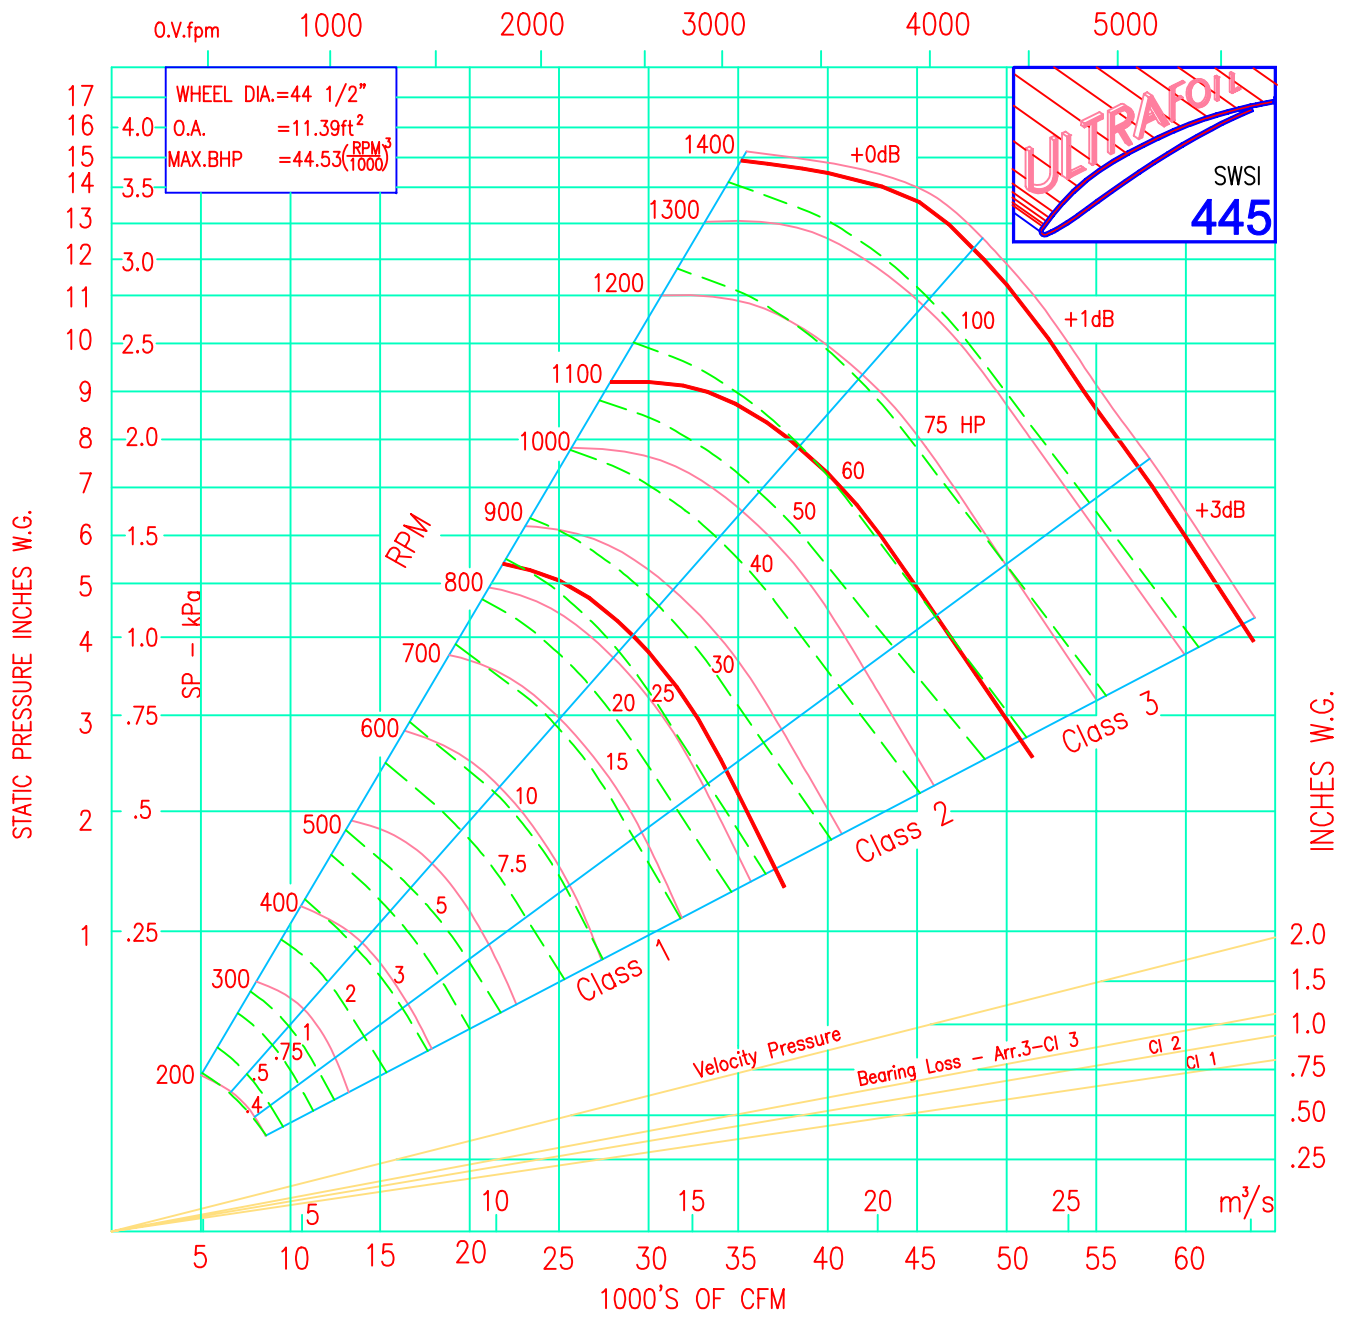 O.V.fpm 1000 2000 3000 4000 5000
WHEEL DIA.=44 1/2"
O.A. =11.39ft²
MAX.BHP =44.53(RPM/1000)³
ULTRAFOIL
SWSI
445
17
16 4.0
15
14 3.5
13
12 3.0
11
10 2.5
9
8 2.0
7
6 1.5
5
4 1.0
3 .75
2 .5
1 .25
STATIC PRESSURE INCHES W.G.
SP - kPa
RPM
1400
1300
1200
1100
1000
900
800
700
600
500
400
300
200
+0dB
+1dB
+3dB
100
75 HP
60
50
40
30
25
20
15
10
7.5
5
3
2
1
.75
.5
.4
Class 3
Class 2
Class 1
INCHES W.G.
2.0
1.5
1.0
.75
.50
.25
Velocity Pressure
Bearing Loss - Arr.3-Cl 3
Cl 2
Cl 1
5 10 15 20 25 m³/s
5 10 15 20 25 30 35 40 45 50 55 60
1000'S OF CFM